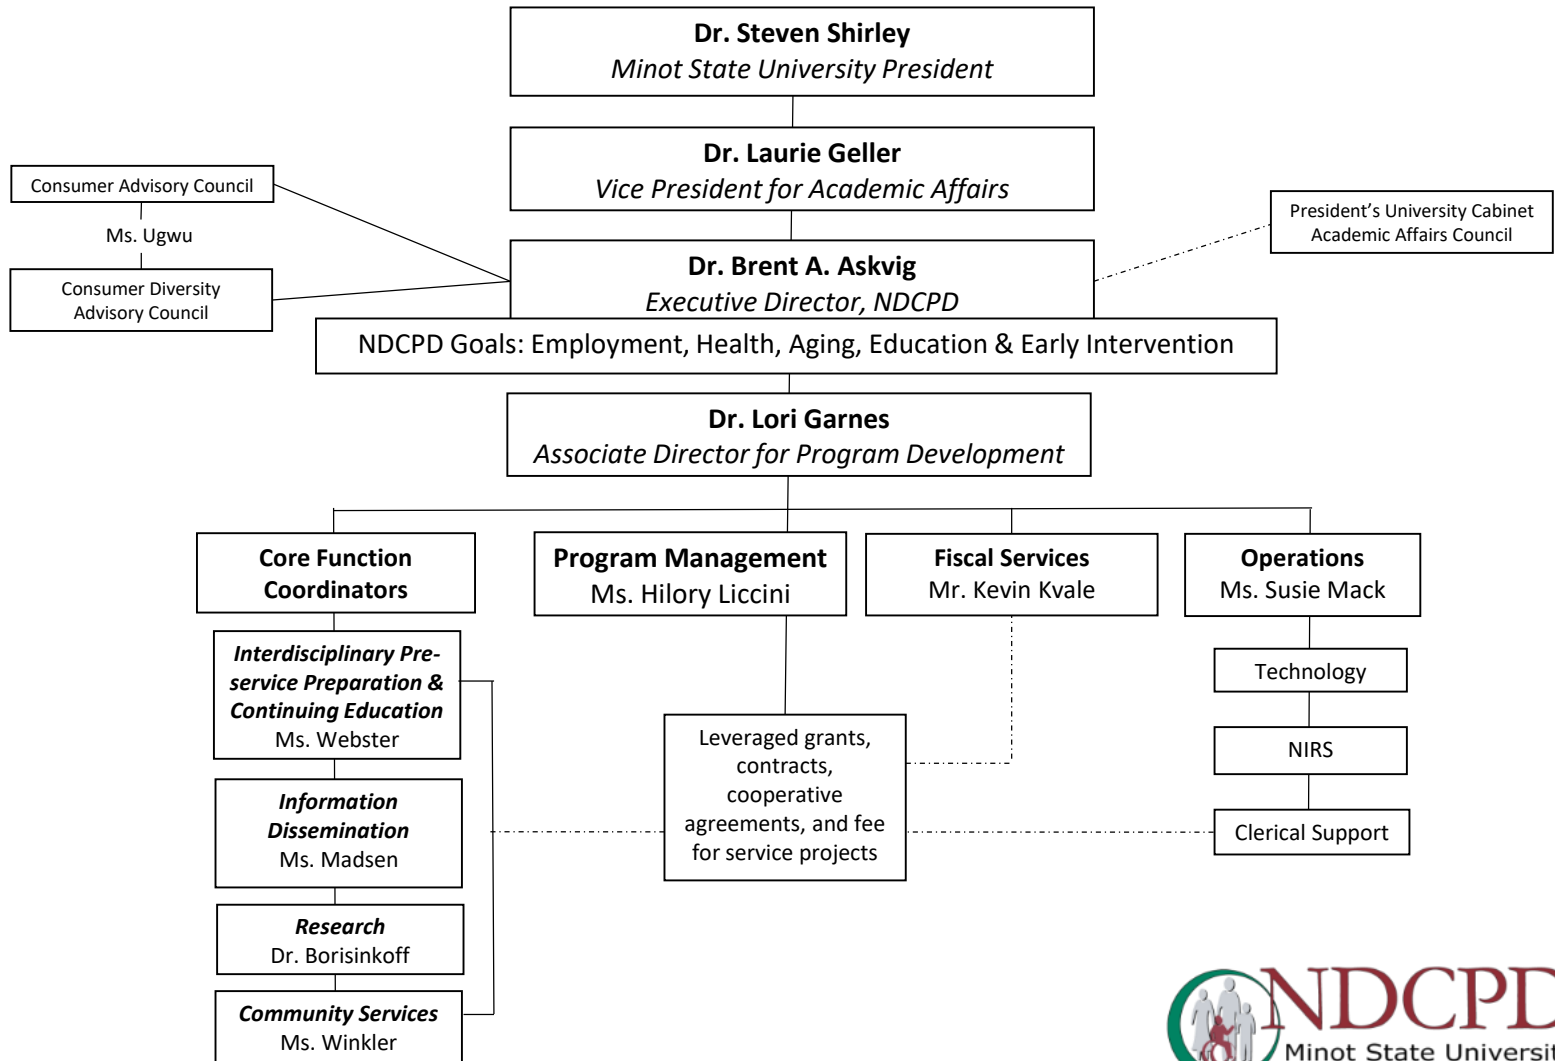 Dr. Steven Shirley
Minot State University President
Dr. Laurie Geller
Vice President for Academic Affairs
Consumer Advisory Council
Ms. Ugwu
Consumer Diversity
Advisory Council
President’s University Cabinet
Academic Affairs Council
Dr. Brent A. Askvig
Executive Director, NDCPD
NDCPD Goals: Employment, Health, Aging, Education & Early Intervention
Dr. Lori Garnes
Associate Director for Program Development
Core Function
Coordinators
Program Management
Ms. Hilory Liccini
Fiscal Services
Mr. Kevin Kvale
Operations
Ms. Susie Mack
Interdisciplinary Pre-
service Preparation &
Continuing Education
Ms. Webster
Information
Dissemination
Ms. Madsen
Research
Dr. Borisinkoff
Community Services
Ms. Winkler
Leveraged grants,
contracts,
cooperative
agreements, and fee
for service projects
Technology
NIRS
Clerical Support
NDCPD
Minot State Universit